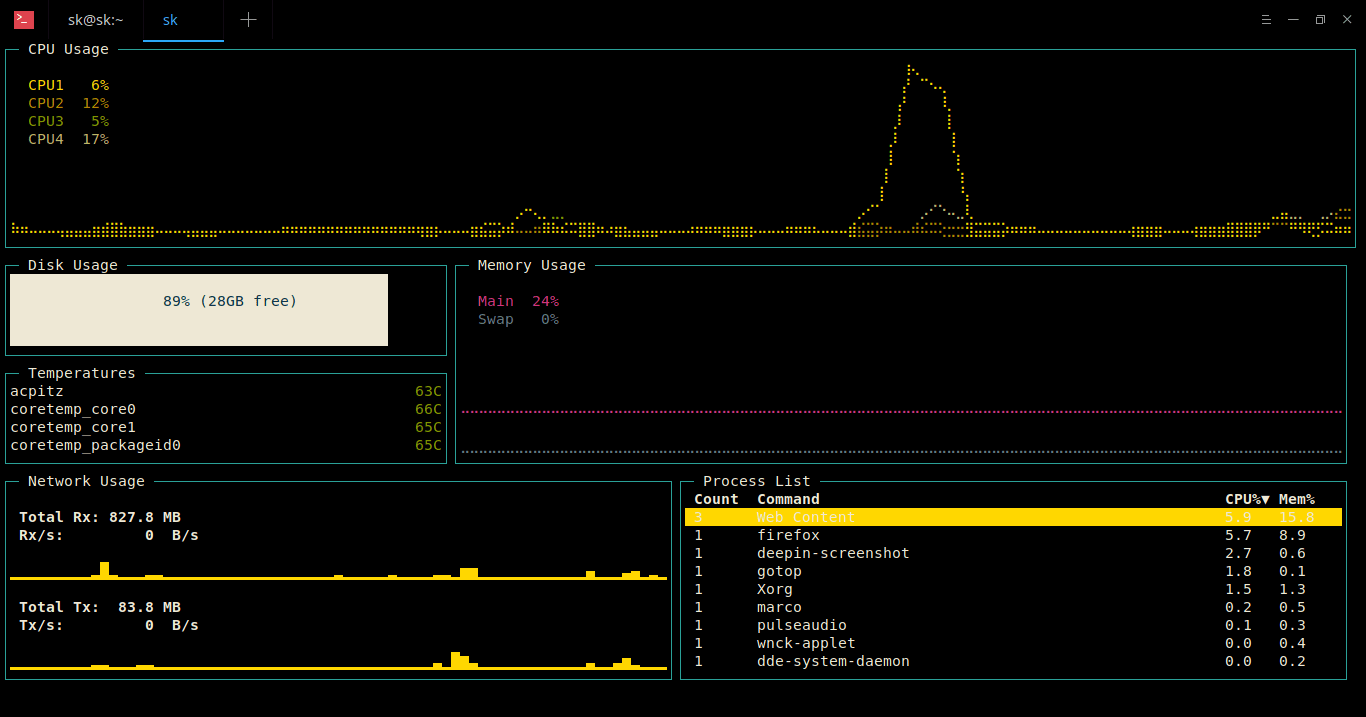 sk@sk:~ sk
CPU Usage
CPU1 6%
CPU2 12%
CPU3 5%
CPU4 17%
Disk Usage
89% (28GB free)
Memory Usage
Main 24%
Swap 0%
Temperatures
acpitz 63C
coretemp_core0 66C
coretemp_core1 65C
coretemp_packageid0 65C
Network Usage
Total Rx: 827.8 MB
Rx/s: 0 B/s
Total Tx: 83.8 MB
Tx/s: 0 B/s
Process List
Count Command CPU%▼ Mem%
3 Web Content 5.9 15.8
1 firefox 5.7 8.9
1 deepin-screenshot 2.7 0.6
1 gotop 1.8 0.1
1 Xorg 1.5 1.3
1 marco 0.2 0.5
1 pulseaudio 0.1 0.3
1 wnck-applet 0.0 0.4
1 dde-system-daemon 0.0 0.2